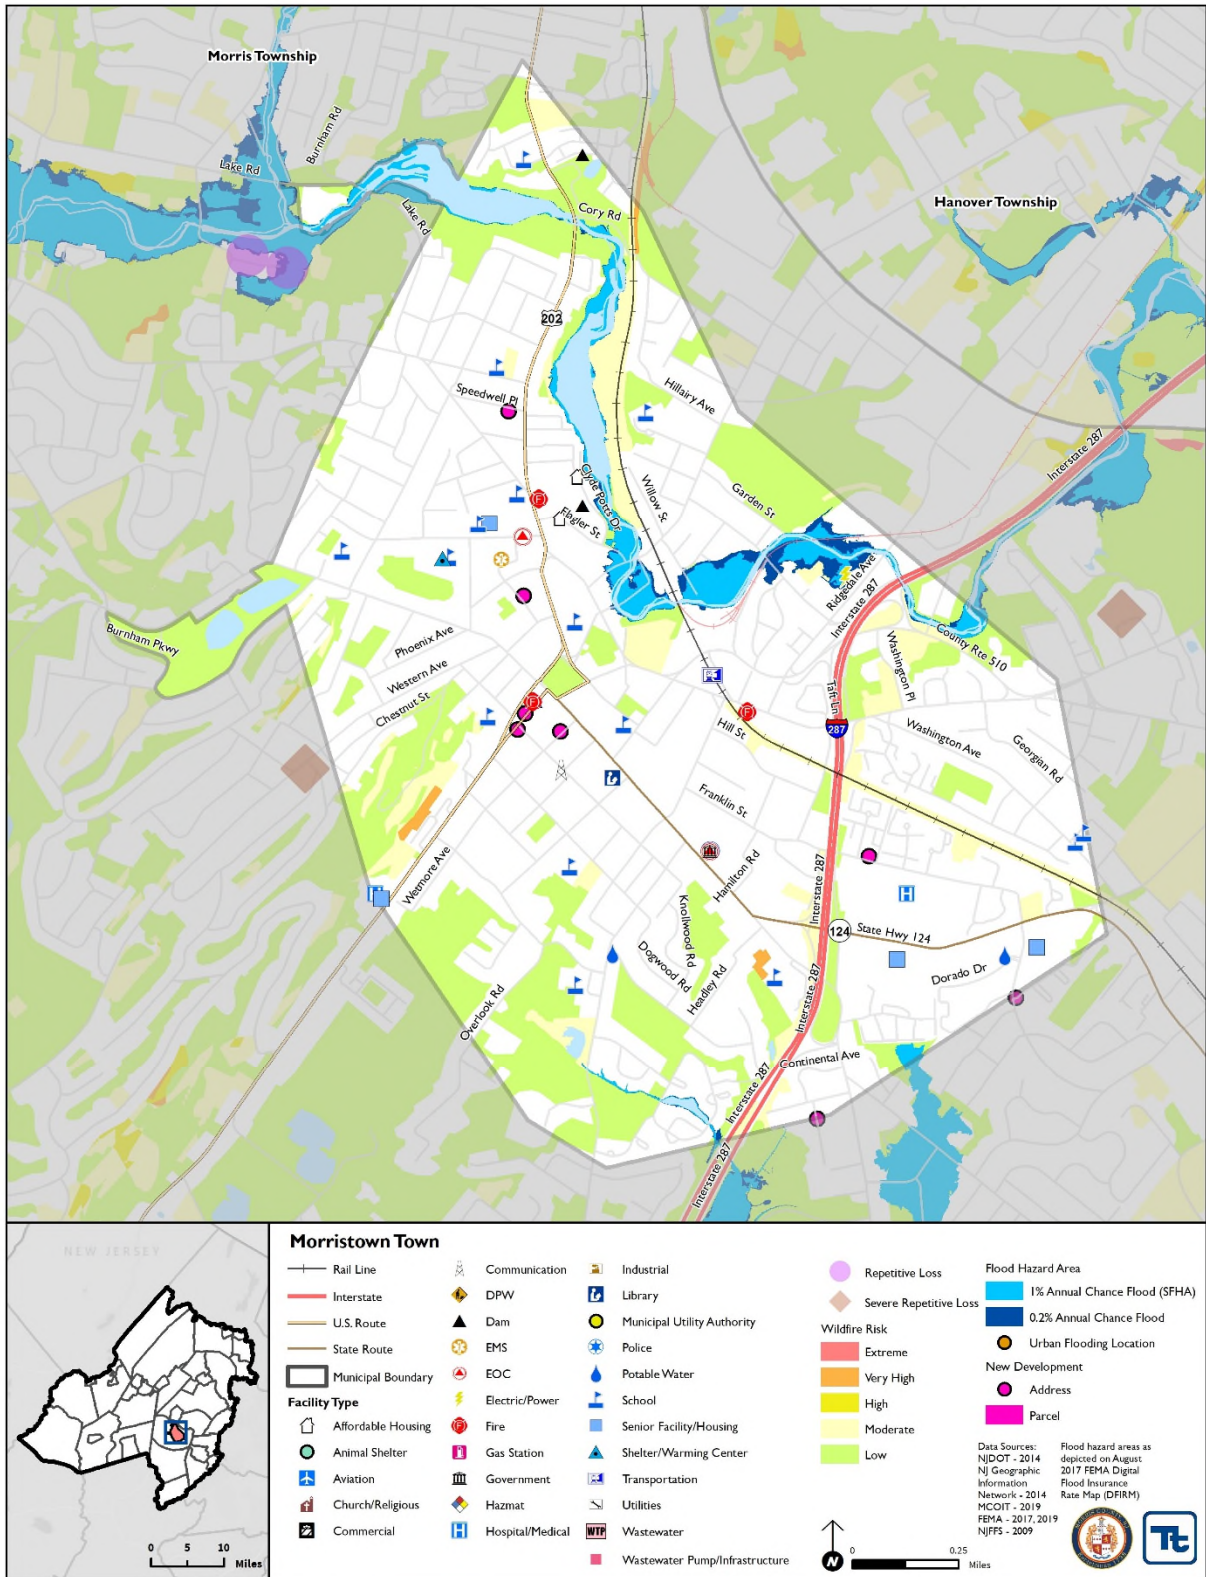 Morris Township
Burnham Rd
Lake Rd
Lake Rd
Cory Rd
Hanover Township
202
Speedwell Pl
Hillairy Ave
Interstate 287
Clyde Potts Dr
Willow St
Garden St
Flagler St
Ridgedale Ave
Interstate 287
County Rte 510
Burnham Pkwy
Phoenix Ave
Western Ave
Chestnut St
Washington Pl
Taft Ln
287
Hill St
Washington Ave
Georgian Rd
Franklin St
Wetmore Ave
Hamilton Rd
Interstate 287
Knollwood Rd
Dogwood Rd
Headley Rd
124
State Hwy 124
Dorado Dr
Overlook Rd
Interstate 287
Continental Ave
Interstate 287
Interstate 287
NEW JERSEY
0 5 10
Miles
Morristown Town
Rail Line
Interstate
U.S. Route
State Route
Municipal Boundary
Facility Type
Affordable Housing
Animal Shelter
Aviation
Church/Religious
Commercial
Communication
DPW
Dam
EMS
EOC
Electric/Power
Fire
Gas Station
Government
Hazmat
Hospital/Medical
Industrial
Library
Municipal Utility Authority
Police
Potable Water
School
Senior Facility/Housing
Shelter/Warming Center
Transportation
Utilities
WTP Wastewater
Wastewater Pump/Infrastructure
Repetitive Loss
Severe Repetitive Loss
Wildfire Risk
Extreme
Very High
High
Moderate
Low
Flood Hazard Area
1% Annual Chance Flood (SFHA)
0.2% Annual Chance Flood
Urban Flooding Location
New Development
Address
Parcel
Data Sources:
NJDOT - 2014
NJ Geographic
Information
Network - 2014
MCOIT - 2019
FEMA - 2017, 2019
NJFFS - 2009
Flood hazard areas as
depicted on August
2017 FEMA Digital
Flood Insurance
Rate Map (DFIRM)
N
0 0.25
Miles
Tt